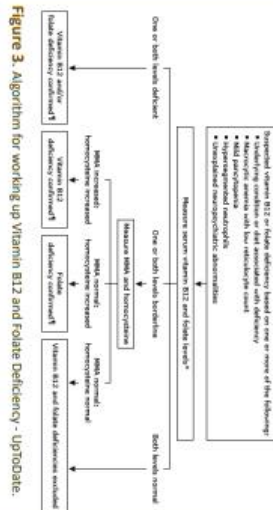 Suspected vitamin B12 or folate deficiency based on one or more of the following:
• Underlying condition or diet associated with deficiency
• Macrocytic anemia with low reticulocyte count
• Mild pancytopenia
• Hypersegmented neutrophils
• Unexplained neuropsychiatric abnormalities
Measure serum vitamin B12 and folate levels*
One or both levels deficient
One or both levels borderline
Both levels normal
Measure MMA and homocysteine
MMA increased;
homocysteine increased
MMA normal;
homocysteine increased
MMA normal;
homocysteine normal
Vitamin B12 and/or
folate deficiency confirmed¶
Vitamin B12
deficiency confirmed¶
Folate
deficiency confirmed¶
Vitamin B12 and folate deficiencies excluded
Figure 3. Algorithm for working up Vitamin B12 and Folate Deficiency - UpToDate.